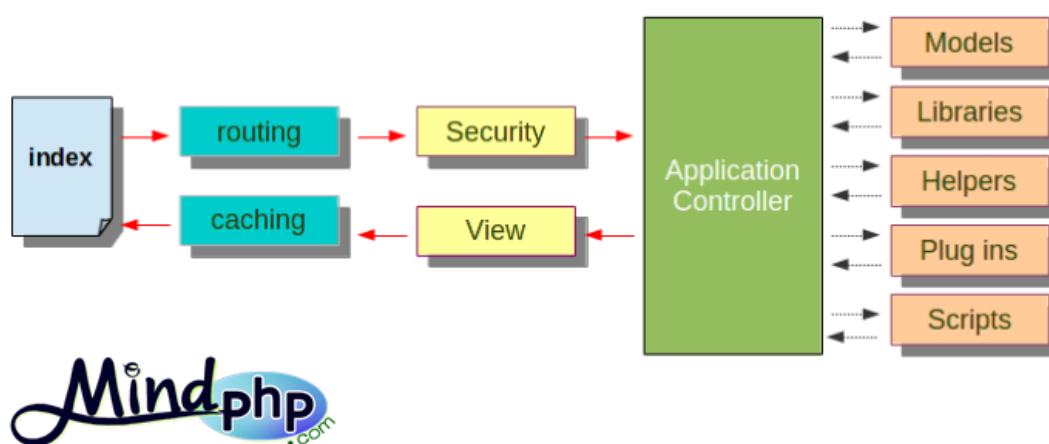 index
routing
Security
caching
View
Application
Controller
Models
Libraries
Helpers
Plug ins
Scripts
Mindphp
.com